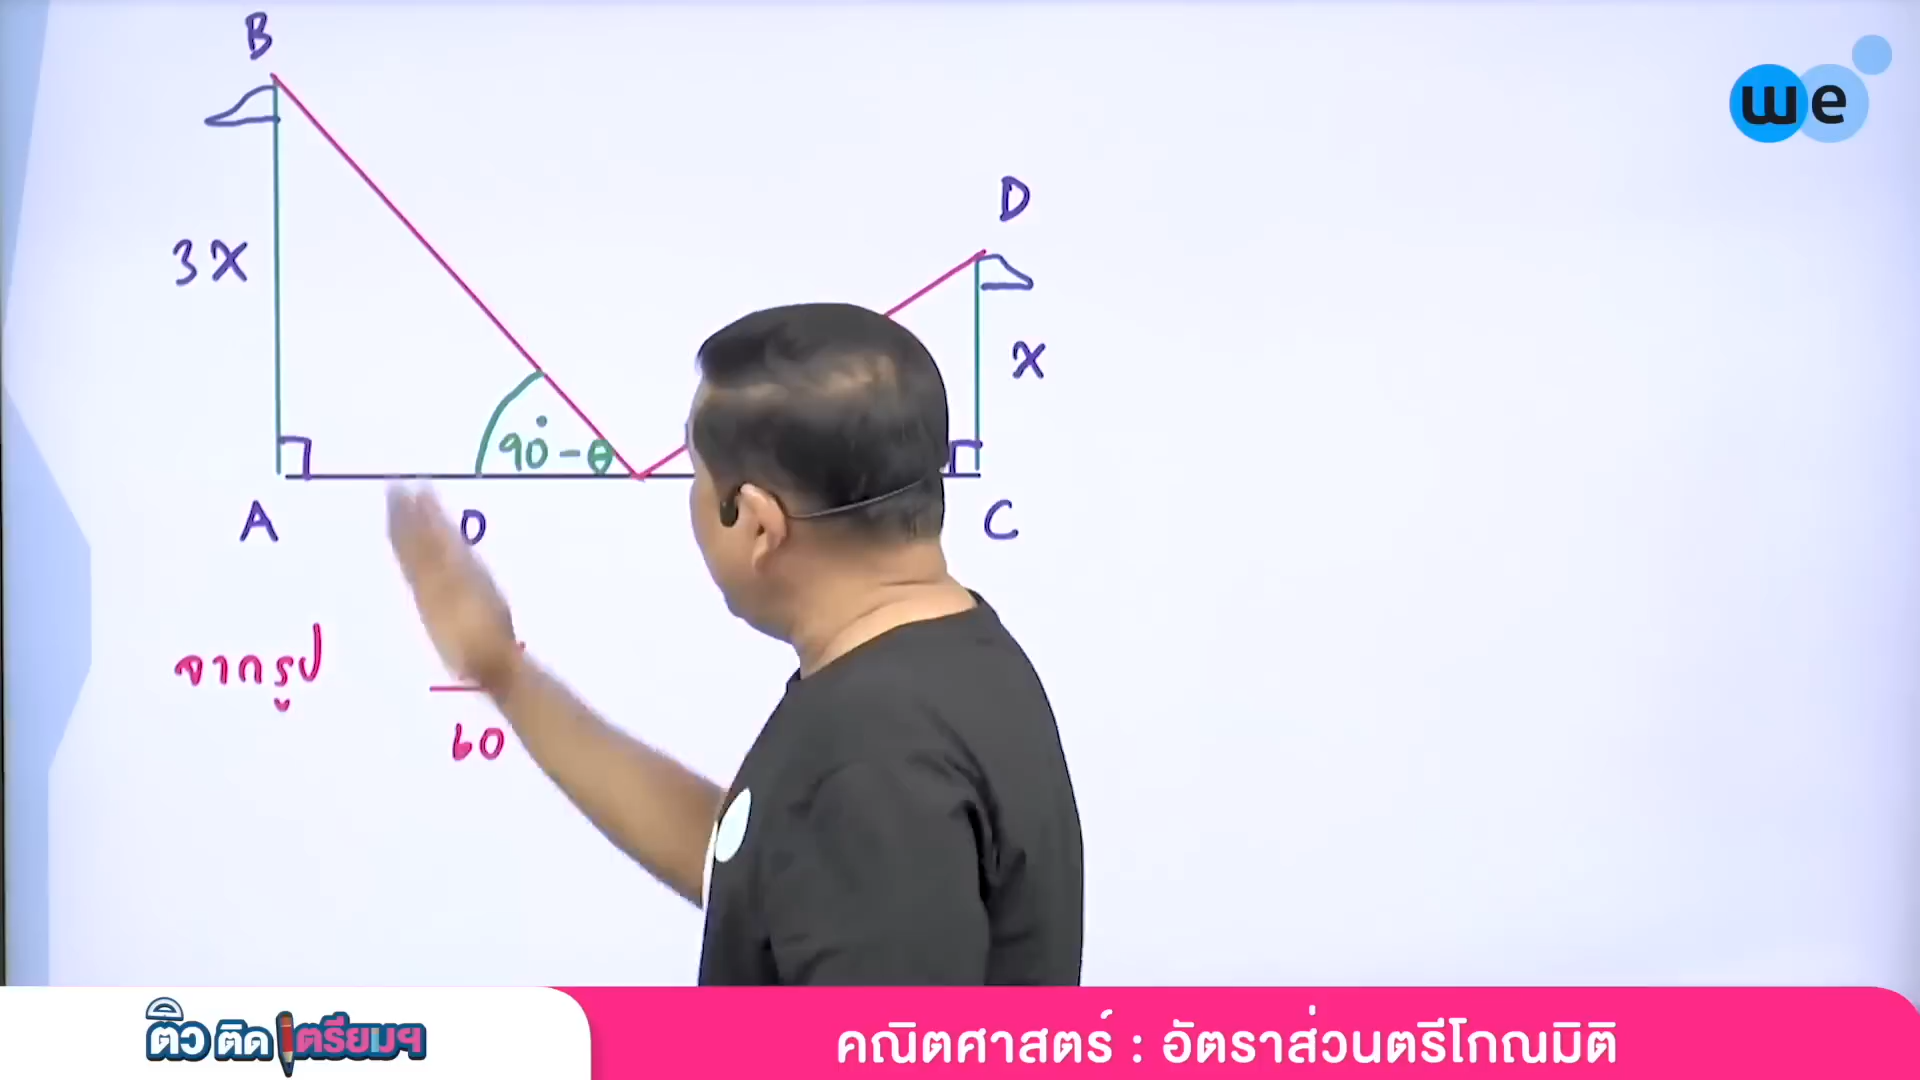 B
we
D
3x
x
90° - θ
A
C
จากรูป
60
ติว ติด เตรียมฯ
คณิตศาสตร์ : อัตราส่วนตรีโกณมิติ